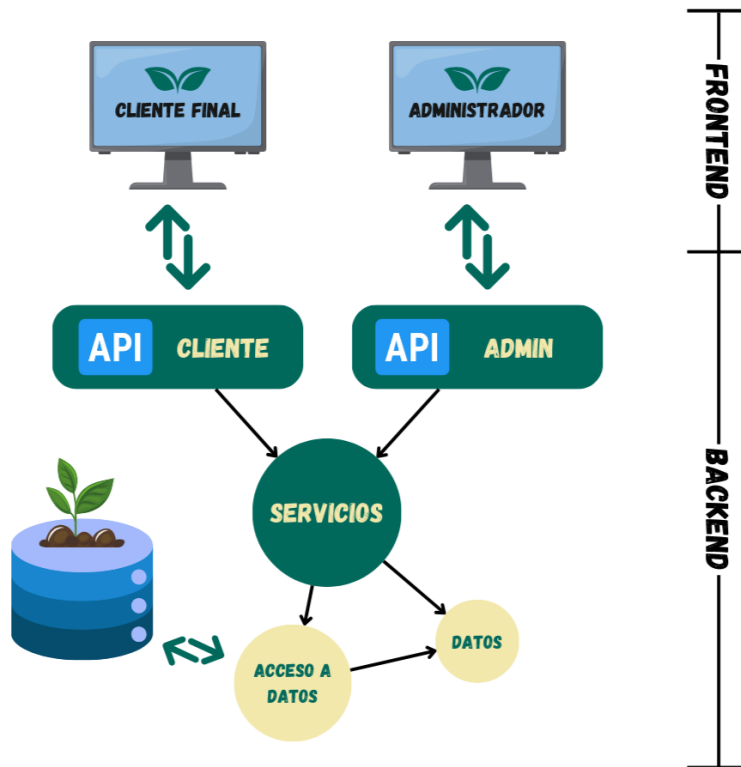 CLIENTE FINAL
ADMINISTRADOR
FRONTEND
API CLIENTE
API ADMIN
BACKEND
SERVICIOS
DATOS
ACCESO A
DATOS